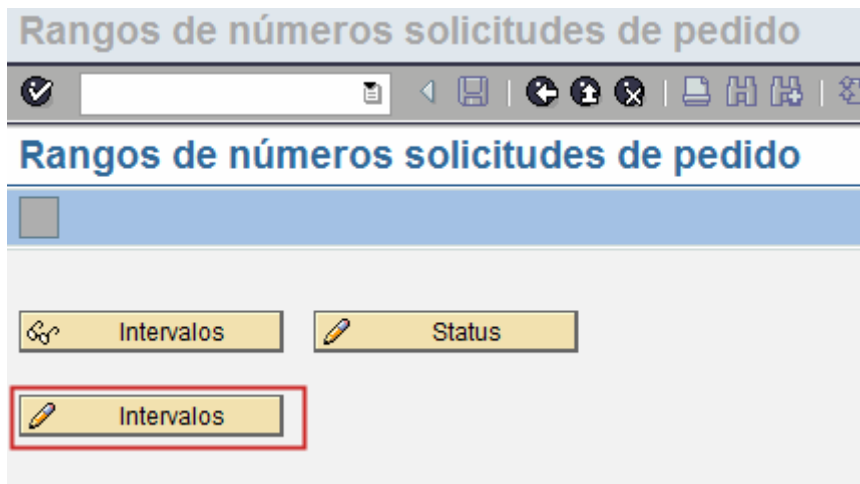 Rangos de números solicitudes de pedido
Rangos de números solicitudes de pedido
Intervalos Status
Intervalos